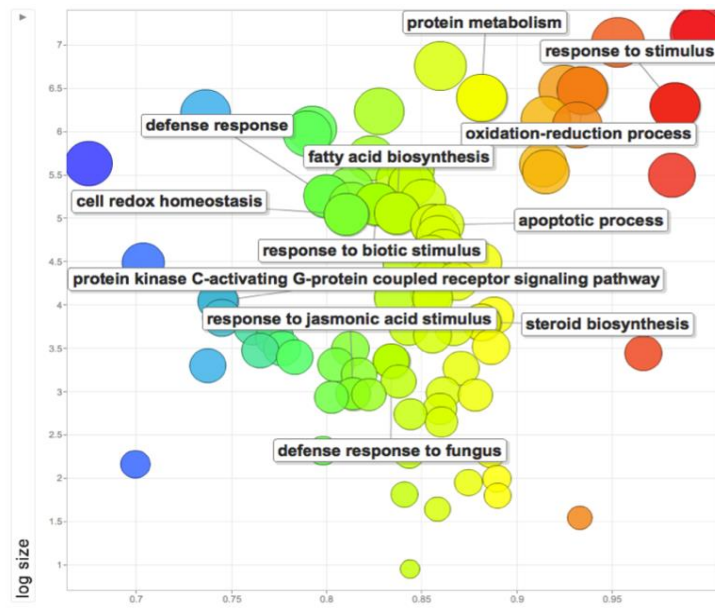 protein metabolism
7
response to stimulus
6.5
defense response
oxidation-reduction process
6
fatty acid biosynthesis
5.5
cell redox homeostasis
apoptotic process
5
response to biotic stimulus
4.5
protein kinase C-activating G-protein coupled receptor signaling pathway
4
response to jasmonic acid stimulus
steroid biosynthesis
3.5
3
defense response to fungus
2.5
2
1.5
1
log size
0.7 0.75 0.8 0.85 0.9 0.95